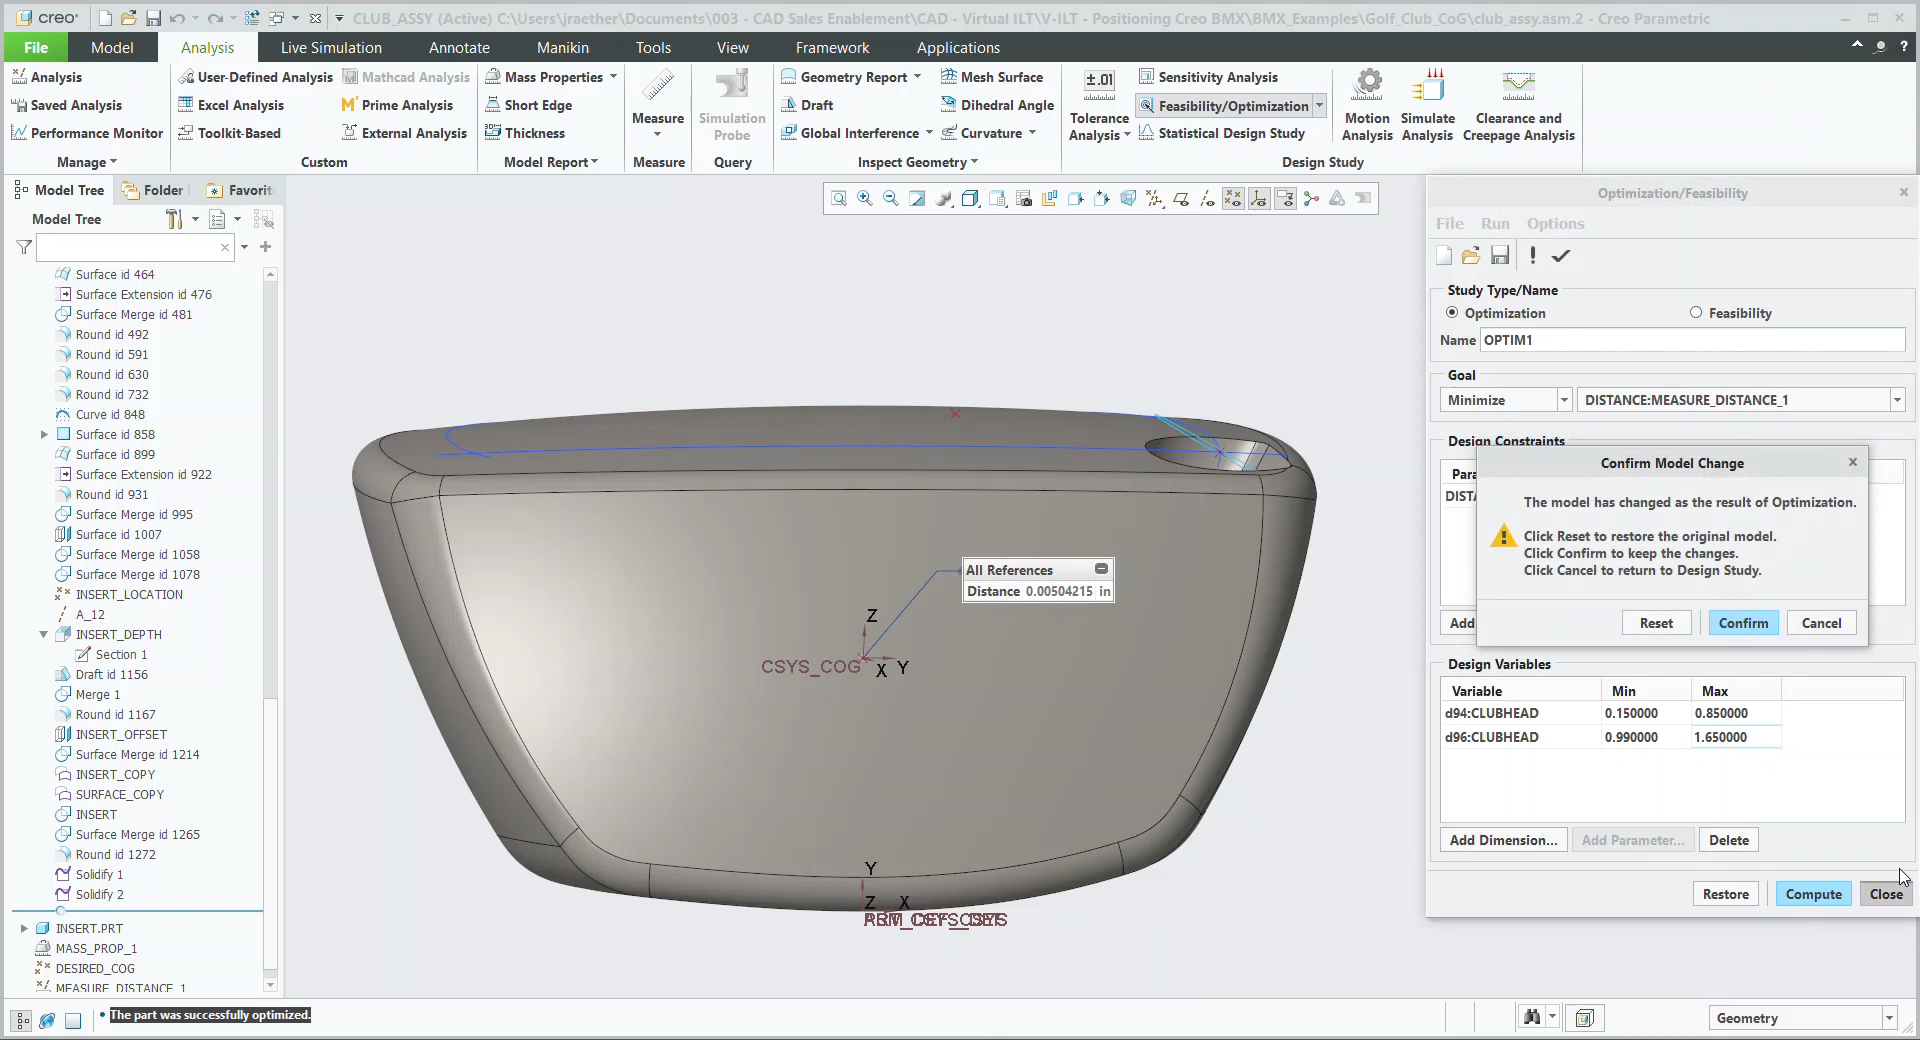 creo CLUB_ASSY (Active) C:\Users\jraether\Documents\003 - CAD Sales Enablement\CAD - Virtual ILT\V-ILT - Positioning Creo BMX\BMX_Examples\Golf_Club_CoG\club_assy.asm.2 - Creo Parametric
File Model Analysis Live Simulation Annotate Manikin Tools View Framework Applications
Analysis
Saved Analysis
Performance Monitor
Manage
User-Defined Analysis
Excel Analysis
Toolkit-Based
Mathcad Analysis
Prime Analysis
External Analysis
Custom
Mass Properties
Short Edge
Thickness
Model Report
Measure
Measure
Simulation
Probe
Query
Geometry Report
Draft
Global Interference
Mesh Surface
Dihedral Angle
Curvature
Inspect Geometry
±.01
Tolerance
Analysis
Sensitivity Analysis
Feasibility/Optimization
Statistical Design Study
Motion
Analysis
Simulate
Analysis
Clearance and
Creepage Analysis
Design Study
Model Tree Folder Favorit
Model Tree
Surface id 464
Surface Extension id 476
Surface Merge id 481
Round id 492
Round id 591
Round id 630
Round id 732
Curve id 848
Surface id 858
Surface id 899
Surface Extension id 922
Round id 931
Surface Merge id 995
Surface id 1007
Surface Merge id 1058
Surface Merge id 1078
INSERT_LOCATION
A_12
INSERT_DEPTH
Section 1
Draft id 1156
Merge 1
Round id 1167
INSERT_OFFSET
Surface Merge id 1214
INSERT_COPY
SURFACE_COPY
INSERT
Surface Merge id 1265
Round id 1272
Solidify 1
Solidify 2
INSERT.PRT
MASS_PROP_1
DESIRED_COG
MEASURE_DISTANCE_1
All References
Distance 0.00504215 in
Z
CSYS_COG X Y
Y
Z X
Optimization/Feasibility
File Run Options
Study Type/Name
Optimization Feasibility
Name OPTIM1
Goal
Minimize DISTANCE:MEASURE_DISTANCE_1
Design Constraints
Para
DISTA
Add
Confirm Model Change
The model has changed as the result of Optimization.
Click Reset to restore the original model.
Click Confirm to keep the changes.
Click Cancel to return to Design Study.
Reset Confirm Cancel
Design Variables
Variable Min Max
d94:CLUBHEAD 0.150000 0.850000
d96:CLUBHEAD 0.990000 1.650000
Add Dimension... Add Parameter... Delete
Restore Compute Close
The part was successfully optimized.
Geometry